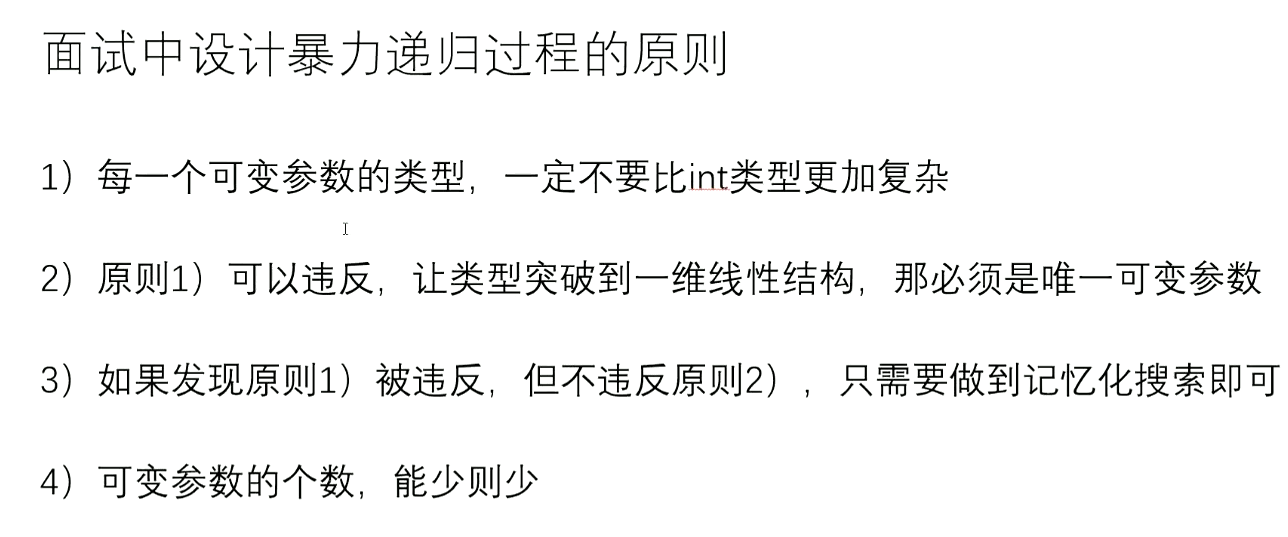 面试中设计暴力递归过程的原则
1）每一个可变参数的类型，一定不要比int类型更加复杂
2）原则1）可以违反，让类型突破到一维线性结构，那必须是唯一可变参数
3）如果发现原则1）被违反，但不违反原则2），只需要做到记忆化搜索即可
4）可变参数的个数，能少则少